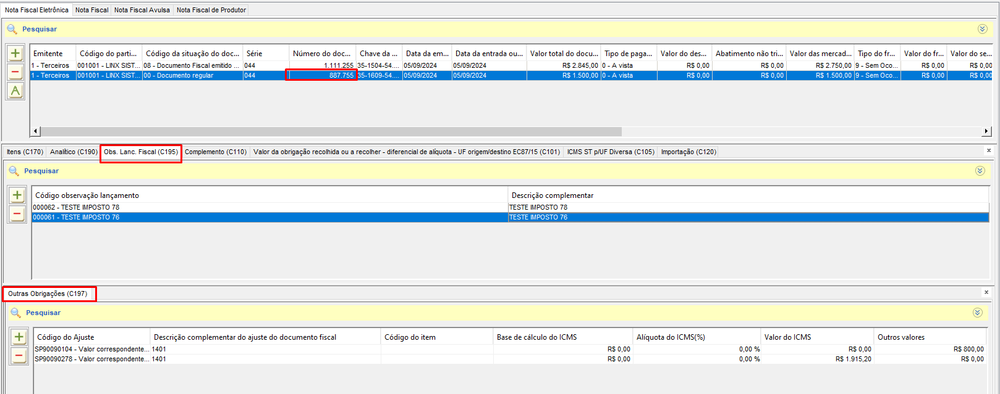 Nota Fiscal Eletrônica Nota Fiscal Nota Fiscal Avulsa Nota Fiscal de Produtor
Pesquisar
Emitente Código do parti... Código da situação do doc... Série Número do doc... Chave da ... Data da em... Data da entrada ou... Valor total do docu... Tipo de paga... Valor do des... Abatimento não tri... Valor das mercad... Tipo do fr... Valor do fr... Valor do se...
1 - Terceiros 001001 - LINX SIST... 08 - Documento Fiscal emitido ... 044 1.111.255 35-1504-54.... 05/09/2024 05/09/2024 R$ 2.845,00 0 - A vista R$ 0,00 R$ 0,00 R$ 2.750,00 9 - Sem Oco... R$ 0,00 R$ 0,00
1 - Terceiros 001001 - LINX SIST... 00 - Documento regular 044 887.755 35-1609-54.... 05/09/2024 05/09/2024 R$ 1.500,00 0 - A vista R$ 0,00 R$ 0,00 R$ 1.500,00 9 - Sem Oco... R$ 0,00 R$ 0,00
Itens (C170) Analítico (C190) Obs. Lanc. Fiscal (C195) Complemento (C110) Valor da obrigação recolhida ou a recolher - diferencial de alíquota - UF origem/destino EC87/15 (C101) ICMS ST p/UF Diversa (C105) Importação (C120)
Pesquisar
Código observação lançamento Descrição complementar
000062 - TESTE IMPOSTO 78 TESTE IMPOSTO 78
000061 - TESTE IMPOSTO 76 TESTE IMPOSTO 76
Outras Obrigações (C197)
Pesquisar
Código do Ajuste Descrição complementar do ajuste do documento fiscal Código do item Base de cálculo do ICMS Alíquota do ICMS(%) Valor do ICMS Outros valores
SP90090104 - Valor correspondente... 1401 R$ 0,00 0,00 % R$ 0,00 R$ 800,00
SP90090278 - Valor correspondente... 1401 R$ 0,00 0,00 % R$ 1.915,20 R$ 0,00